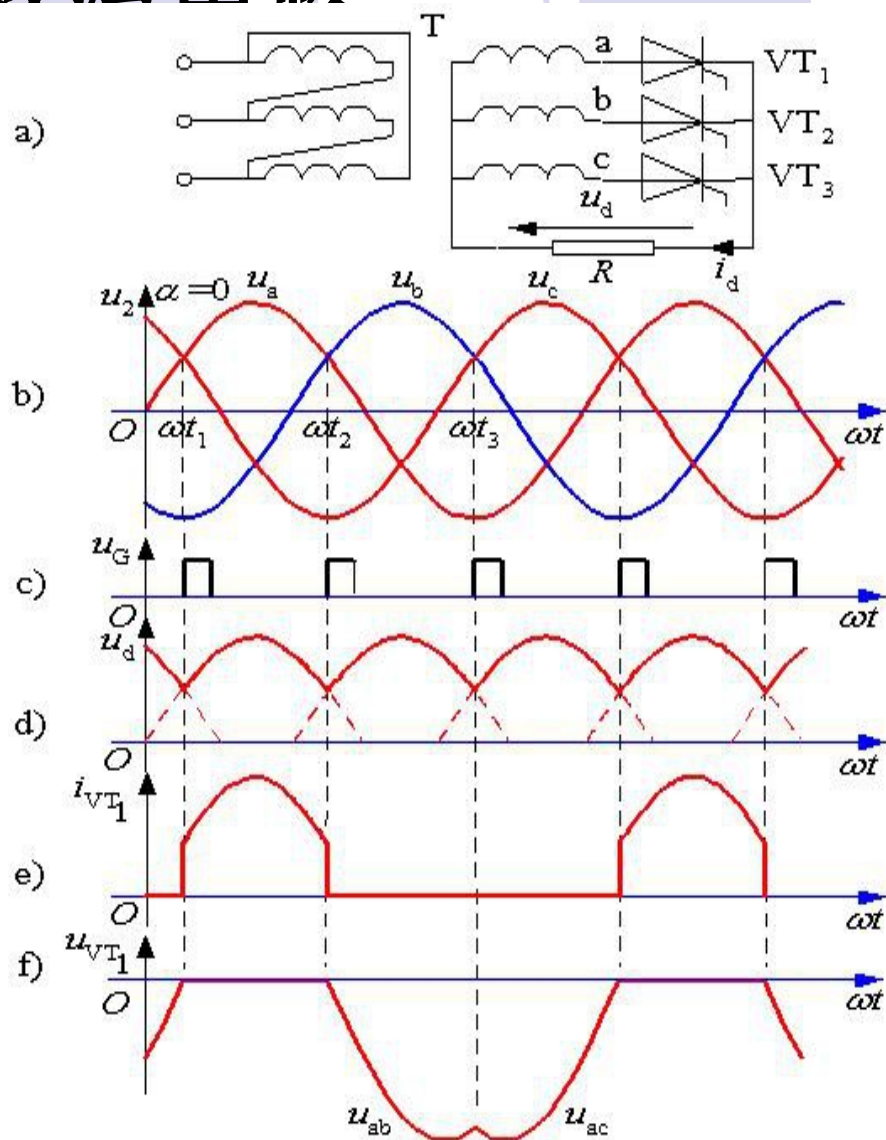 T
a
VT1
b
VT2
a)
c
VT3
ud
R
id
u2
α=0
ua
ub
uc
b)
O
ωt1
ωt2
ωt3
ωt
uG
c)
O
ωt
ud
d)
O
ωt
iVT1
e)
O
ωt
uVT1
f)
O
ωt
uab
uac